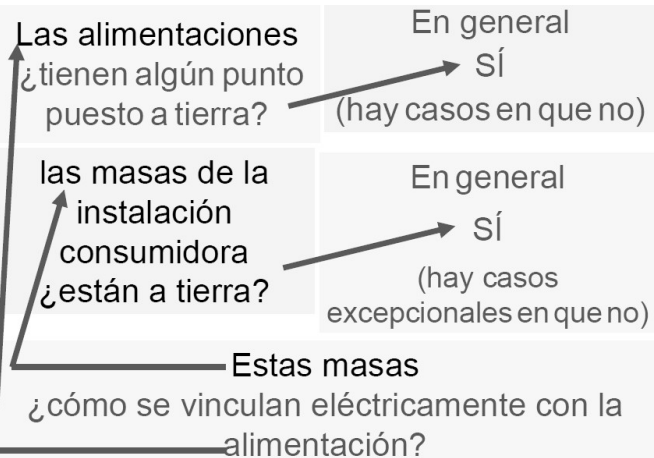 Las alimentaciones
¿tienen algún punto
puesto a tierra?
En general
SÍ
(hay casos en que no)
las masas de la
instalación
consumidora
¿están a tierra?
En general
SÍ
(hay casos
excepcionales en que no)
Estas masas
¿cómo se vinculan eléctricamente con la
alimentación?